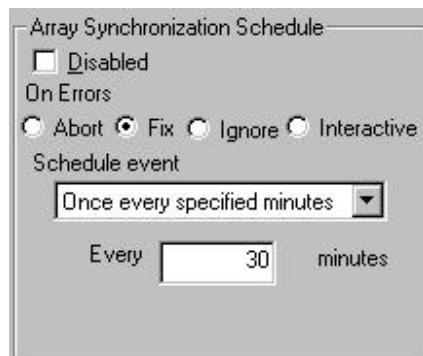 Array Synchronization Schedule
Disabled
On Errors
Abort Fix Ignore Interactive
Schedule event
Once every specified minutes
Every 30 minutes